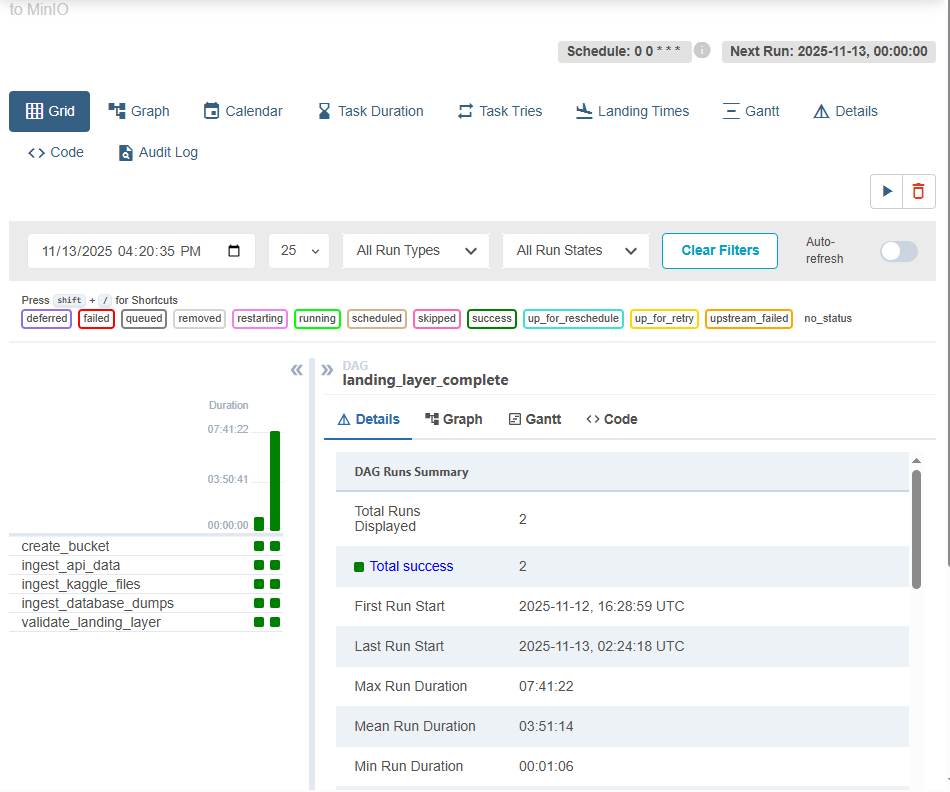 to MinIO
Schedule: 0 0 * * *
Next Run: 2025-11-13, 00:00:00
Grid
Graph
Calendar
Task Duration
Task Tries
Landing Times
Gantt
Details
Code
Audit Log
11/13/2025 04:20:35 PM
25
All Run Types
All Run States
Clear Filters
Auto-
refresh
Press shift + / for Shortcuts
deferred failed queued removed restarting running scheduled skipped success up_for_reschedule up_for_retry upstream_failed no_status
Duration
07:41:22
03:50:41
00:00:00
create_bucket
ingest_api_data
ingest_kaggle_files
ingest_database_dumps
validate_landing_layer
DAG
landing_layer_complete
Details
Graph
Gantt
Code
DAG Runs Summary
Total Runs
Displayed
2
Total success 2
First Run Start 2025-11-12, 16:28:59 UTC
Last Run Start 2025-11-13, 02:24:18 UTC
Max Run Duration 07:41:22
Mean Run Duration 03:51:14
Min Run Duration 00:01:06